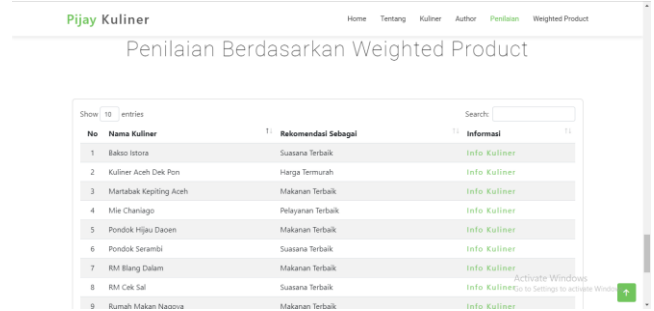 Pijay Kuliner Home Tentang Kuliner Author Penilaian Weighted Product
Penilaian Berdasarkan Weighted Product
Show 10 entries Search:
No Nama Kuliner Rekomendasi Sebagai Informasi
1 Bakso Istora Suasana Terbaik Info Kuliner
2 Kuliner Aceh Dek Pon Harga Termurah Info Kuliner
3 Martabak Kepiting Aceh Makanan Terbaik Info Kuliner
4 Mie Chaniago Pelayanan Terbaik Info Kuliner
5 Pondok Hijau Daoen Makanan Terbaik Info Kuliner
6 Pondok Serambi Suasana Terbaik Info Kuliner
7 RM Blang Dalam Makanan Terbaik Info Kuliner
Activate Windows
8 RM Cek Sal Suasana Terbaik Info Kuliner
Go to Settings to activate Windows
9 Rumah Makan Nagoya Makanan Terbaik Info Kuliner